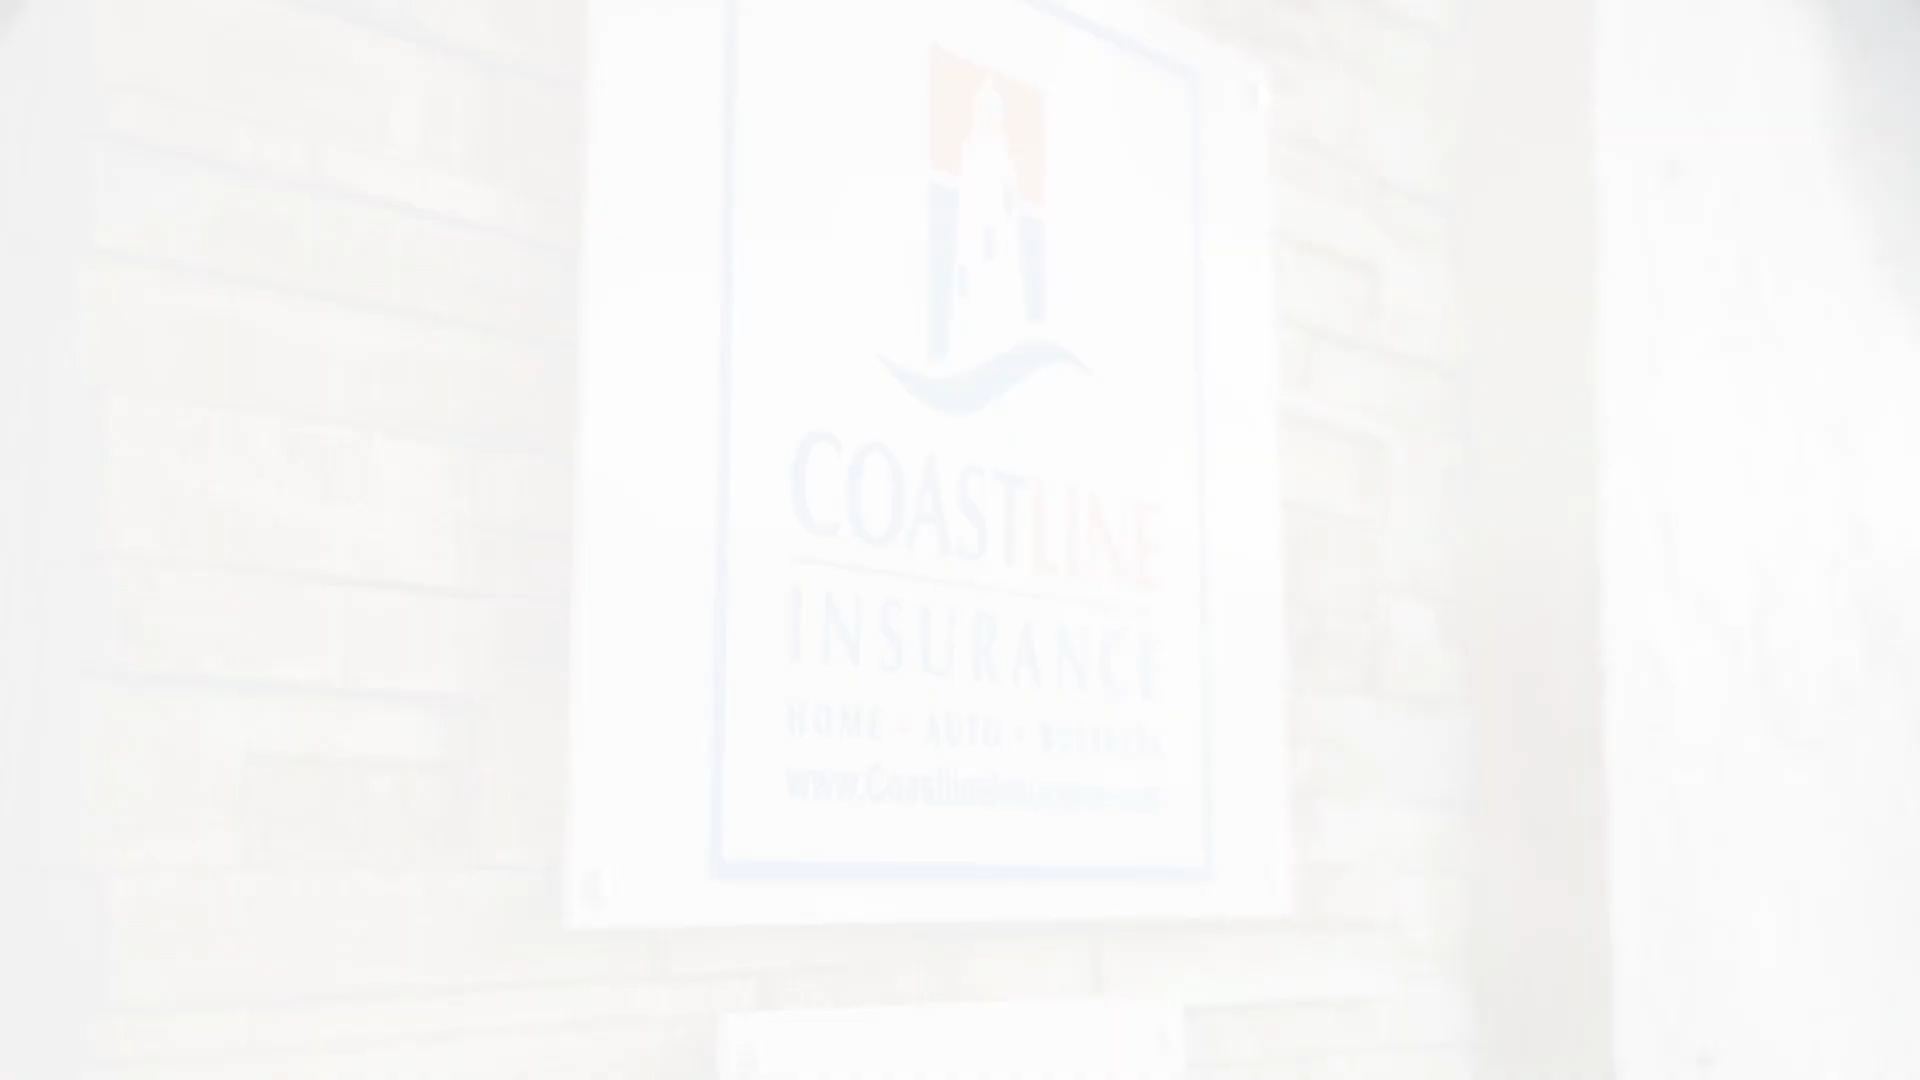 COASTLINE
INSURANCE
HOME • AUTO • BUSINESS